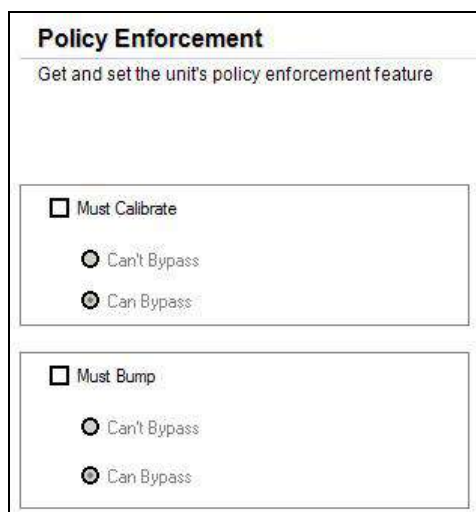 Policy Enforcement
Get and set the unit's policy enforcement feature
Must Calibrate
Can't Bypass
Can Bypass
Must Bump
Can't Bypass
Can Bypass